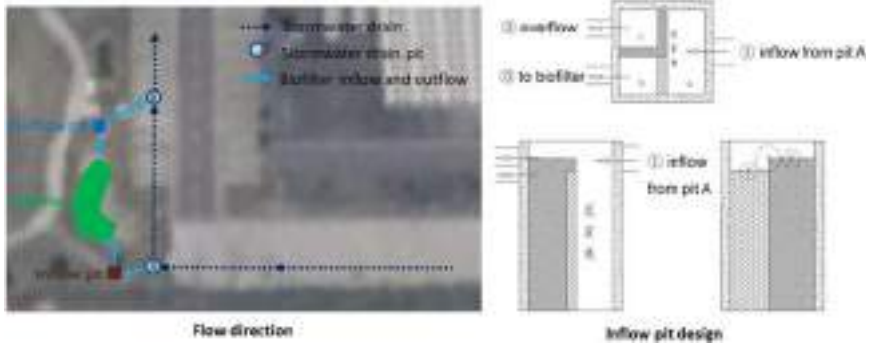 Stormwater drain
Stormwater drain pit
Biofilter inflow and outflow
Inflow pit
Flow direction
② overflow
③ to biofilter
① inflow from pit A
① inflow
from pit A
Inflow pit design